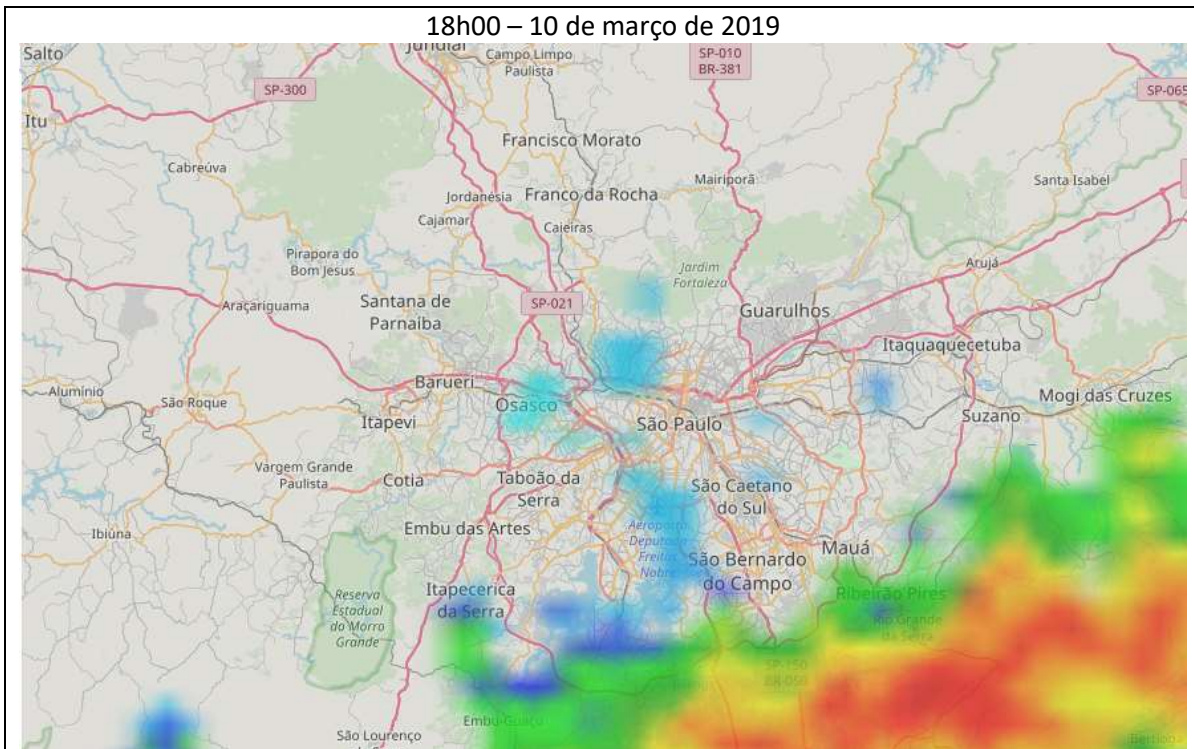 18h00 – 10 de março de 2019
Jundiaí
Salto
Campo Limpo
Paulista
SP-010
BR-381
SP-300
SP-065
Itu
Francisco Morato
Cabreúva
Mairiporã
Santa Isabel
Jordanésia
Franco da Rocha
Cajamar
Caieiras
Pirapora do
Bom Jesus
Jardim
Fortaleza
Arujá
Araçariguama
Santana de
Parnaíba
SP-021
Guarulhos
Itaquaquecetuba
Barueri
Alumínio
São Roque
Osasco
Mogi das Cruzes
Itapevi
São Paulo
Suzano
Vargem Grande
Paulista
Cotia
Taboão da
Serra
São Caetano
do Sul
Ibiúna
Embu das Artes
Aeroporto
Deputado
Freitas
Nobre
Mauá
São Bernardo
do Campo
Itapecerica
da Serra
Reserva
Estadual
do Morro
Grande
Ribeirão Pires
Rio Grande
da Serra
SP-150
BR-050
Embu-Guaçu
São Lourenço
Bertioga